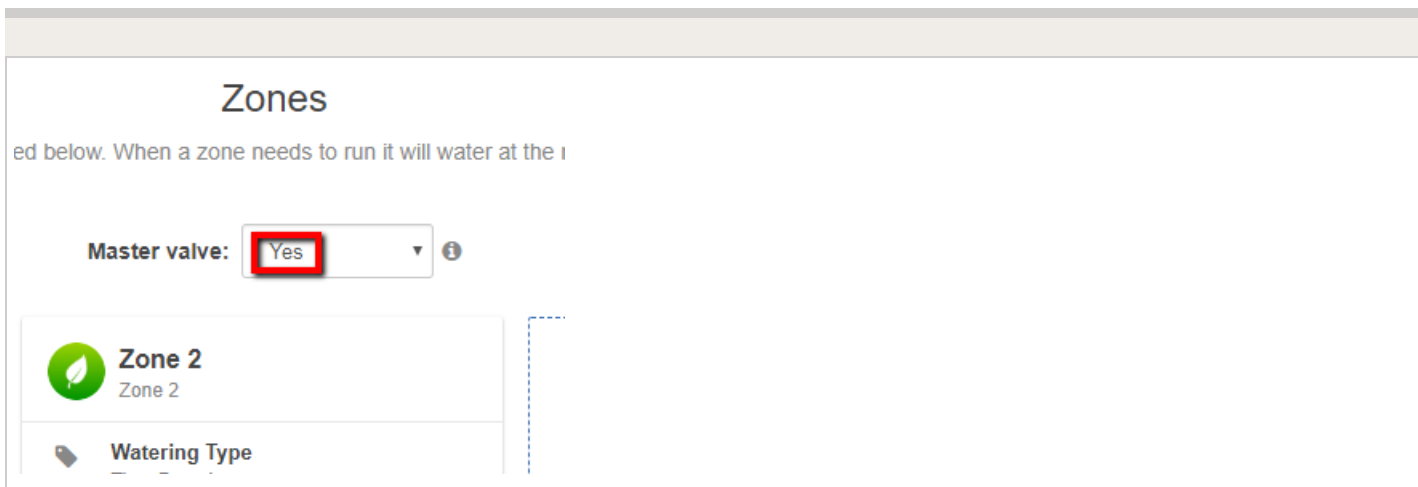 Zones
ed below. When a zone needs to run it will water at the
Master valve: Yes
Zone 2
Zone 2
Watering Type